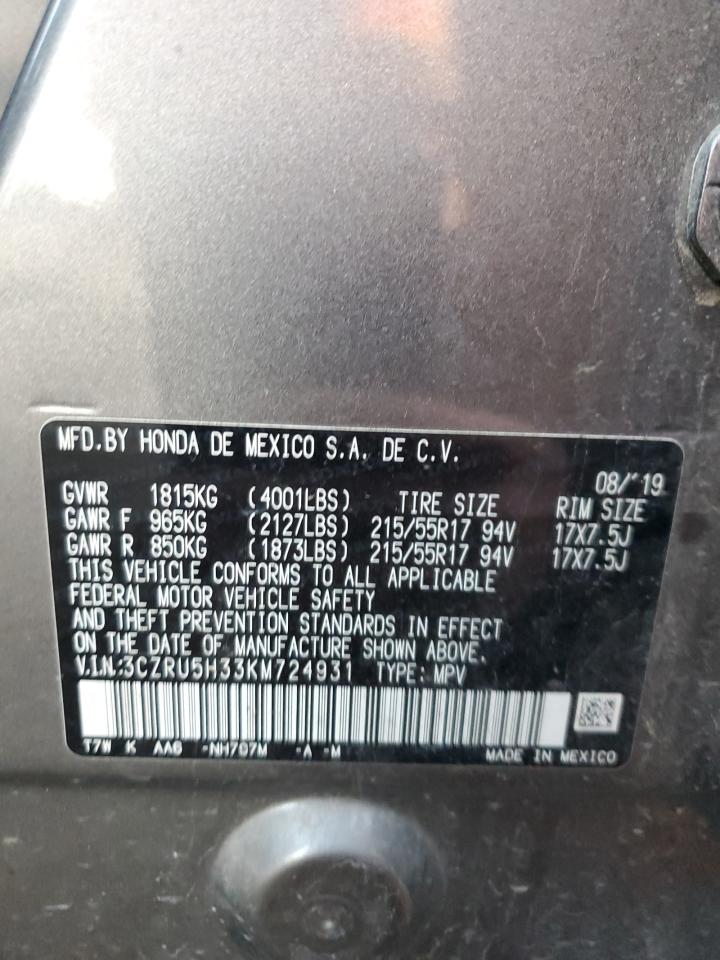 MFD.BY HONDA DE MEXICO S.A. DE C.V.
08/'19
GVWR 1815KG (4001LBS) TIRE SIZE RIM SIZE
GAWR F 965KG (2127LBS) 215/55R17 94V 17X7.5J
GAWR R 850KG (1873LBS) 215/55R17 94V 17X7.5J
THIS VEHICLE CONFORMS TO ALL APPLICABLE
FEDERAL MOTOR VEHICLE SAFETY
AND THEFT PREVENTION STANDARDS IN EFFECT
ON THE DATE OF MANUFACTURE SHOWN ABOVE.
V.I.N:3CZRU5H33KM724931 TYPE: MPV
T7W K AA6 -NH797M -A -M MADE IN MEXICO